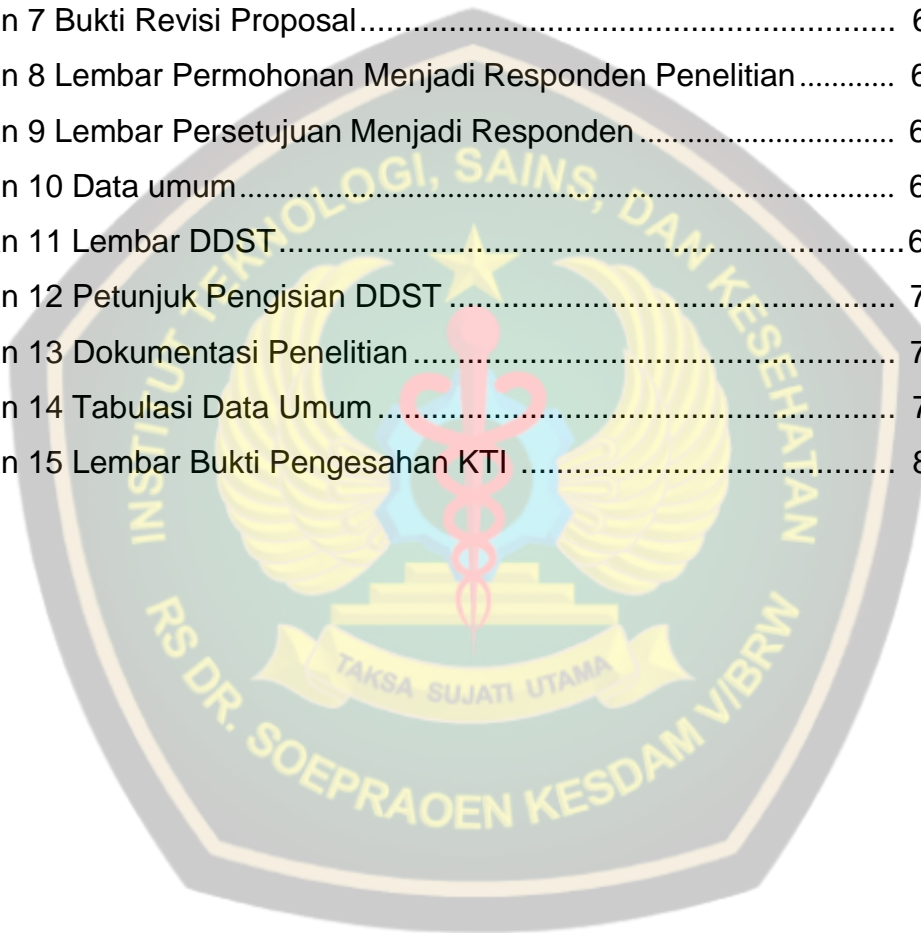 n 7 Bukti Revisi Proposal.................................................................. 6
n 8 Lembar Permohonan Menjadi Responden Penelitian............ 6
n 9 Lembar Persetujuan Menjadi Responden............................... 6
n 10 Data umum................................................................................ 6
n 11 Lembar DDST............................................................................6
n 12 Petunjuk Pengisian DDST...................................................... 7
n 13 Dokumentasi Penelitian.......................................................... 7
n 14 Tabulasi Data Umum............................................................... 7
n 15 Lembar Bukti Pengesahan KTI .............................................. 8
INSTITUT TEKNOLOGI, SAINS, DAN KESEHATAN
TAKSA SUJATI UTAMA
RS DR. SOEPRAOEN KESDAM V/BRW